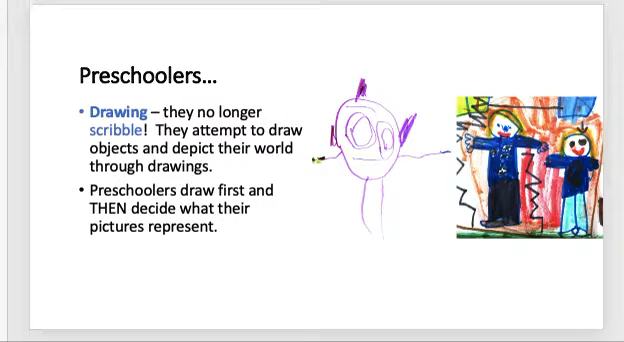 Preschoolers...
• Drawing – they no longer
scribble! They attempt to draw
objects and depict their world
through drawings.
• Preschoolers draw first and
THEN decide what their
pictures represent.